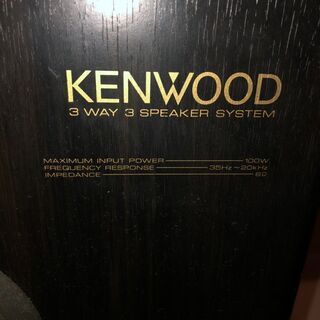 KENWOOD
3 WAY 3 SPEAKER SYSTEM
MAXIMUM INPUT POWER 100W
FREQUENCY RESPONSE 35Hz~20kHz
IMPEDANCE 6Ω